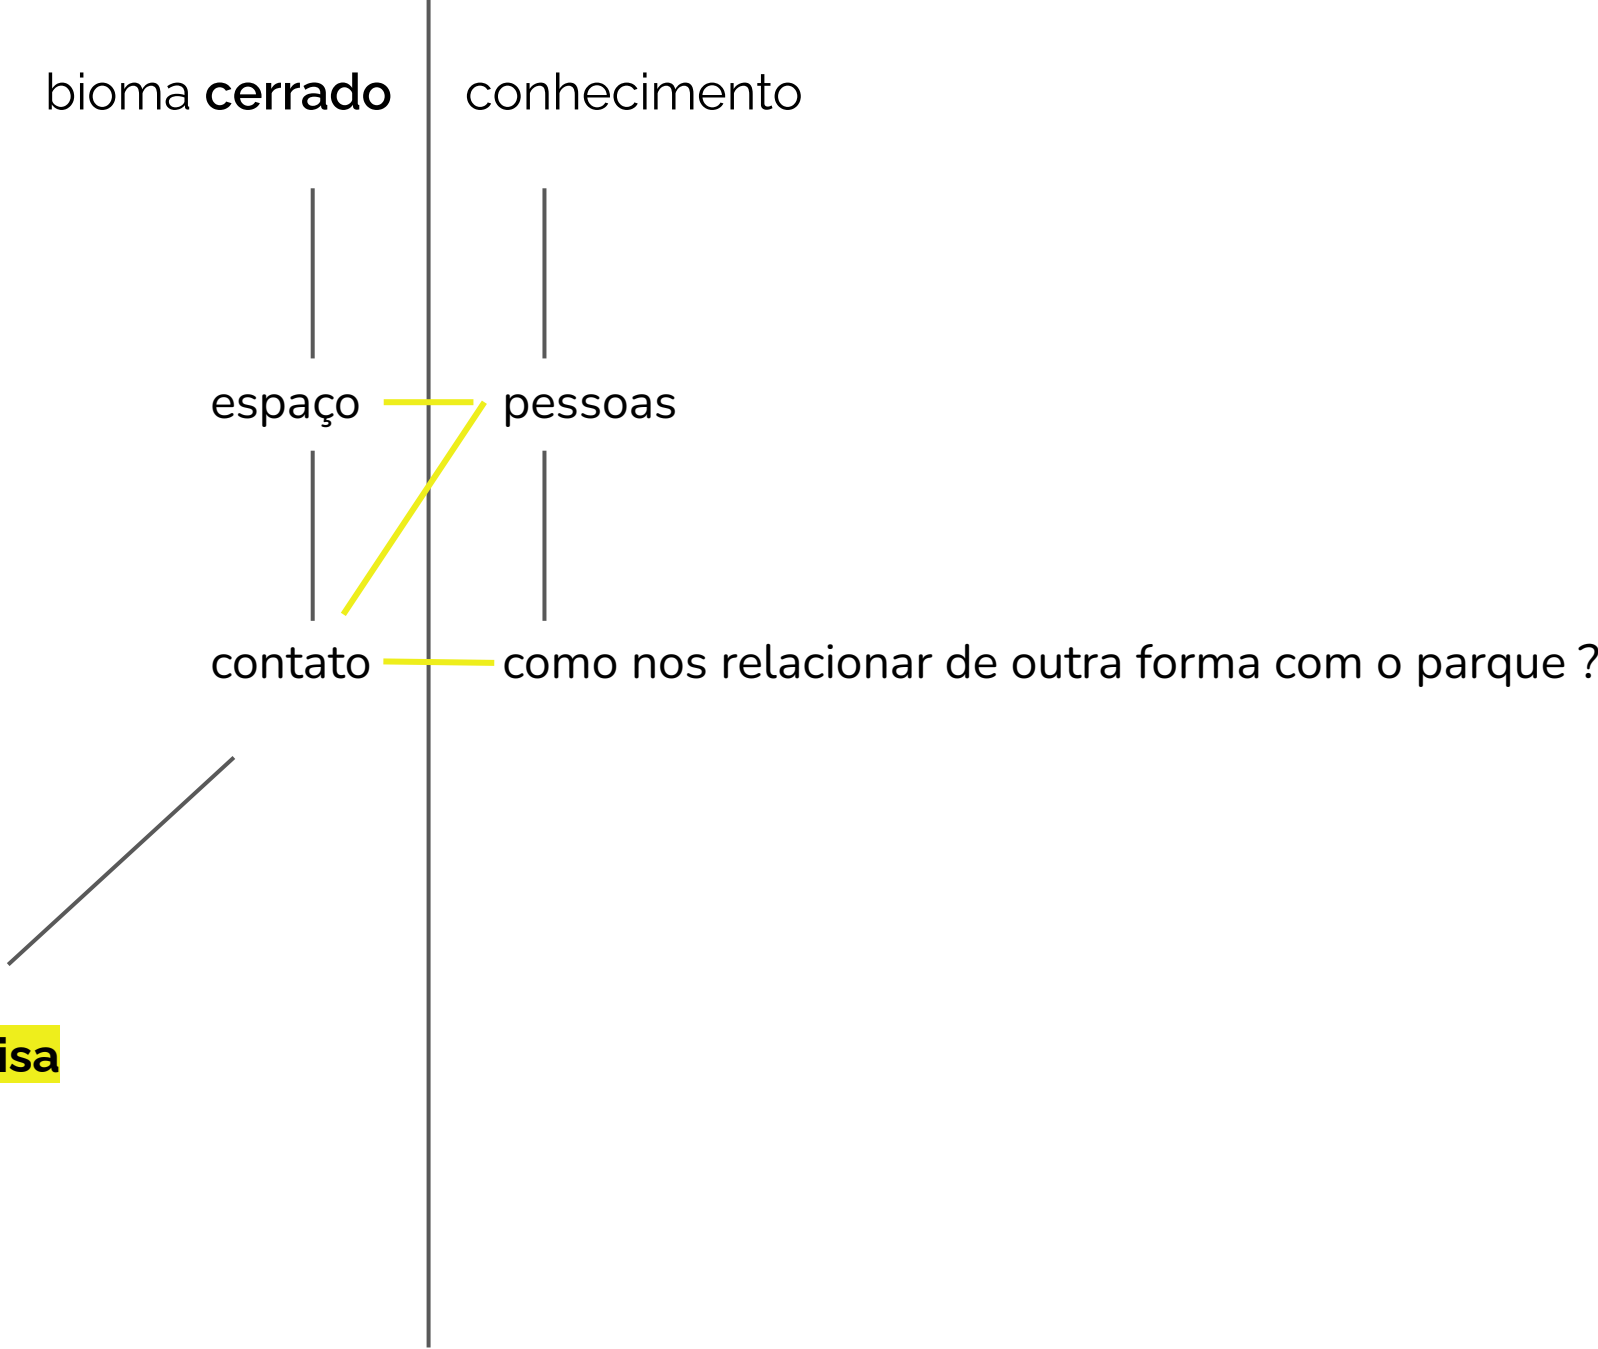 bioma cerrado
conhecimento
espaço
pessoas
contato
como nos relacionar de outra forma com o parque ?
isa